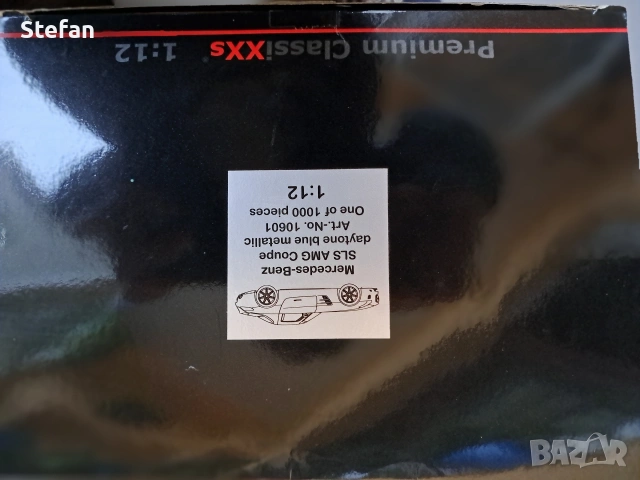 Stefan
Premium ClassiXXs 1:12
Mercedes-Benz
SLS AMG Coupe
daytone blue metallic
Art.-No. 10601
One of 1000 pieces
1:12
BAZAR